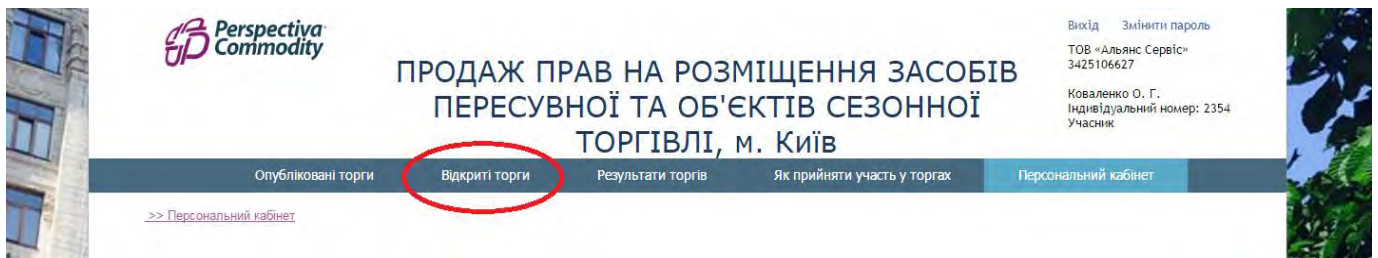 Perspectiva
Commodity
ПРОДАЖ ПРАВ НА РОЗМІЩЕННЯ ЗАСОБІВ
ПЕРЕСУВНОЇ ТА ОБ'ЄКТІВ СЕЗОННОЇ
ТОРГІВЛІ, м. Київ
Вихід Змінити пароль
ТОВ «Альянс Сервіс»
3425106627
Коваленко О. Г.
Індивідуальний номер: 2354
Учасник
Опубліковані торги Відкриті торги Результати торгів Як прийняти участь у торгах Персональний кабінет
>> Персональний кабінет